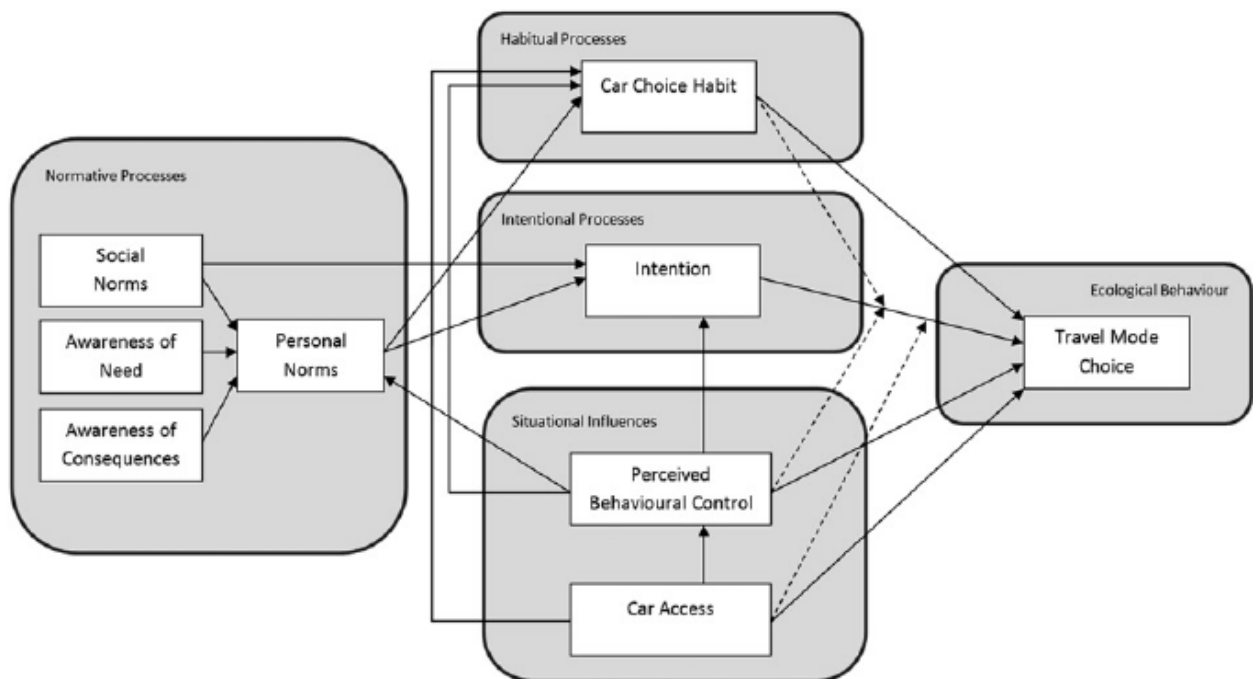 Habitual Processes
Car Choice Habit
Normative Processes
Social
Norms
Awareness of
Need
Awareness of
Consequences
Personal
Norms
Intentional Processes
Intention
Situational Influences
Perceived
Behavioural Control
Car Access
Ecological Behaviour
Travel Mode
Choice